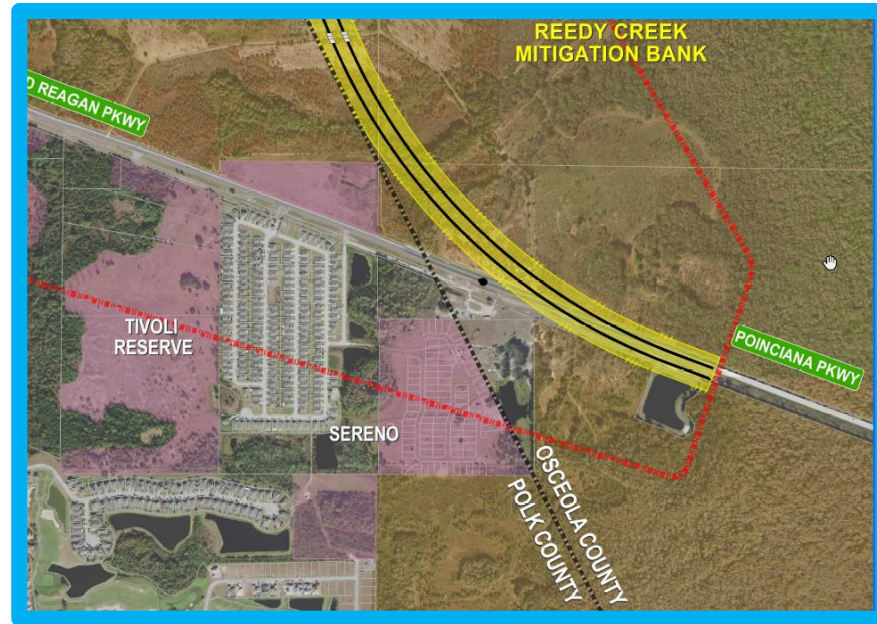 REEDY CREEK
MITIGATION BANK
D REAGAN PKWY
TIVOLI
RESERVE
POINCIANA PKWY
SERENO
OSCEOLA COUNTY
POLK COUNTY